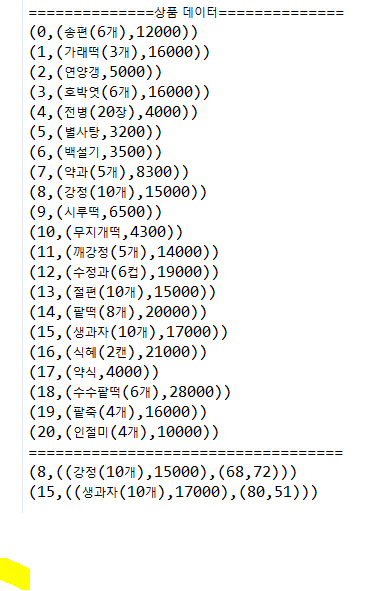 ==============상품 데이터==============
(0,(송편(6개),12000))
(1,(가래떡(3개),16000))
(2,(연양갱,5000))
(3,(호박엿(6개),16000))
(4,(전병(20장),4000))
(5,(별사탕,3200))
(6,(백설기,3500))
(7,(약과(5개),8300))
(8,(강정(10개),15000))
(9,(시루떡,6500))
(10,(무지개떡,4300))
(11,(깨강정(5개),14000))
(12,(수정과(6컵),19000))
(13,(절편(10개),15000))
(14,(팥떡(8개),20000))
(15,(생과자(10개),17000))
(16,(식혜(2캔),21000))
(17,(약식,4000))
(18,(수수팥떡(6개),28000))
(19,(팥죽(4개),16000))
(20,(인절미(4개),10000))
===================================
(8,((강정(10개),15000),(68,72)))
(15,((생과자(10개),17000),(80,51)))